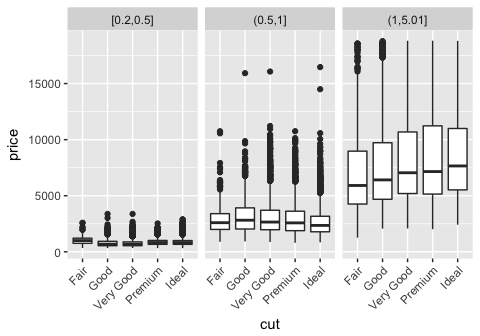 [0.2,0.5] (0.5,1] (1,5.01]
15000
10000
5000
0
price
Fair Good Very Good Premium Ideal Fair Good Very Good Premium Ideal Fair Good Very Good Premium Ideal
cut